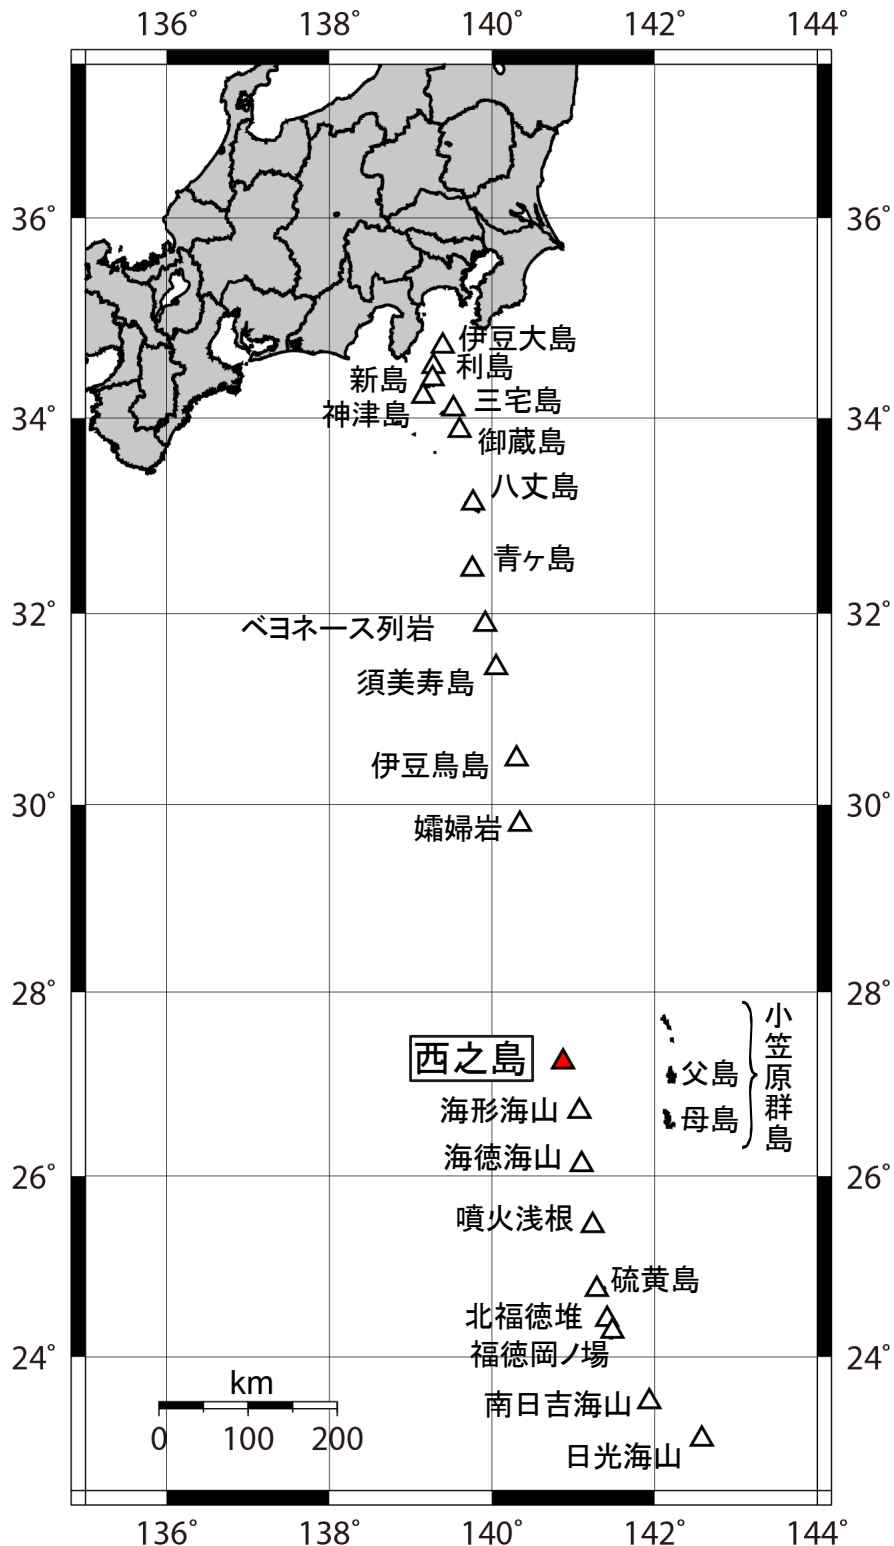 136° 138° 140° 142° 144°
36° 36°
伊豆大島
利島
新島
三宅島
神津島
34° 34°
御蔵島
八丈島
青ヶ島
32° 32°
ベヨネース列岩
須美寿島
伊豆鳥島
30° 30°
孀婦岩
28° 28°
小笠原群島
西之島
父島
海形海山
母島
海徳海山
26° 26°
噴火浅根
硫黄島
北福徳堆
福徳岡ノ場
24° 24°
km
南日吉海山
0 100 200
日光海山
136° 138° 140° 142° 144°